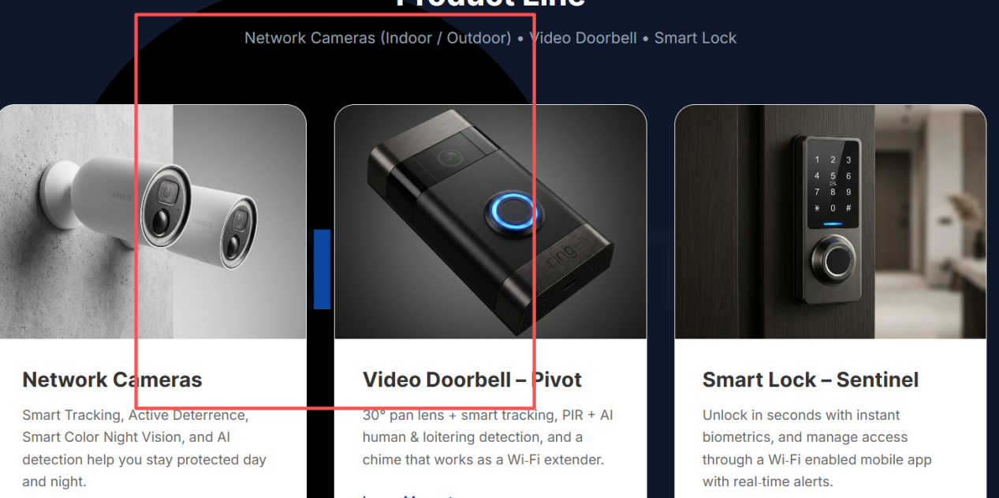 Product Line
Network Cameras (Indoor / Outdoor) • Video Doorbell • Smart Lock
ARGUS
ARGUS
ring
1 2 3
4 5 6
7 8 9
* 0 #
Network Cameras
Smart Tracking, Active Deterrence,
Smart Color Night Vision, and AI
detection help you stay protected day
and night.
Video Doorbell – Pivot
30° pan lens + smart tracking, PIR + AI
human & loitering detection, and a
chime that works as a Wi-Fi extender.
Smart Lock – Sentinel
Unlock in seconds with instant
biometrics, and manage access
through a Wi-Fi enabled mobile app
with real-time alerts.